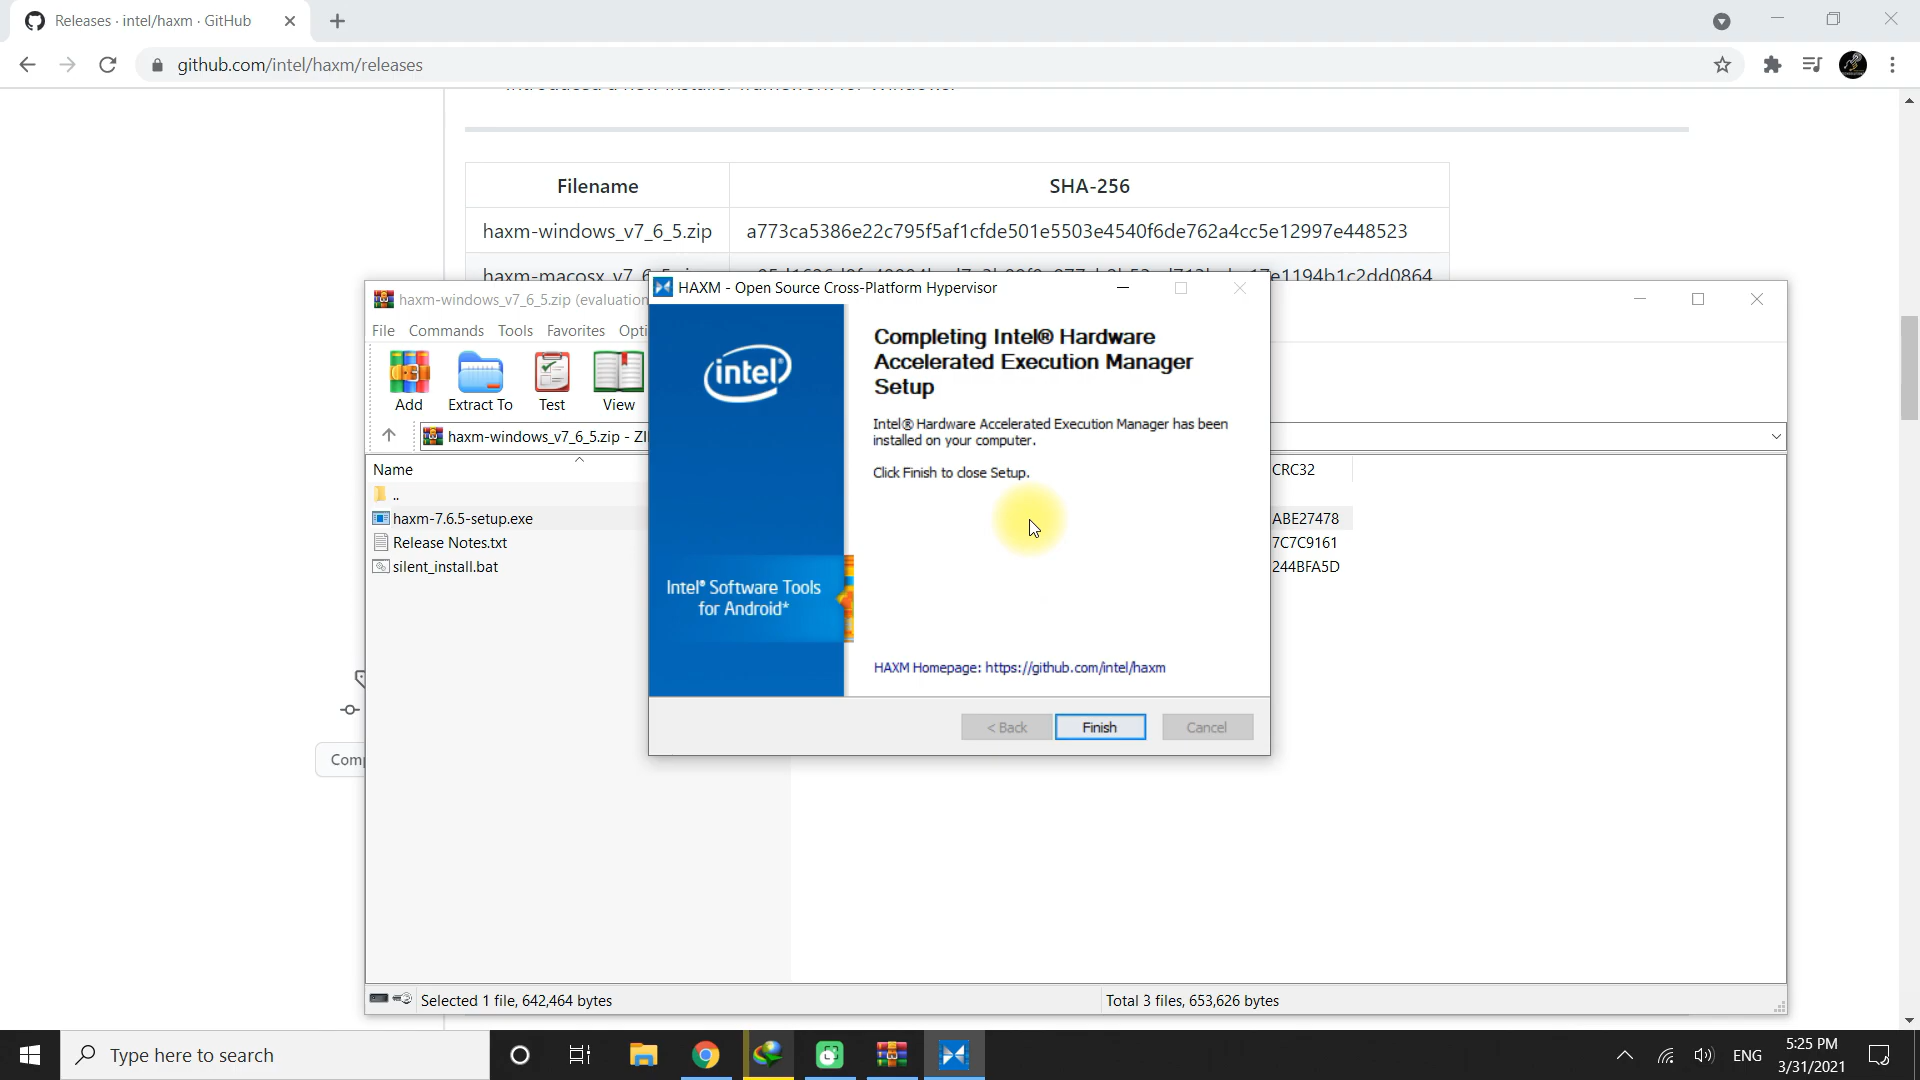 Releases · intel/haxm · GitHub
github.com/intel/haxm/releases
Filename
SHA-256
haxm-windows_v7_6_5.zip
a773ca5386e22c795f5af1cfde501e5503e4540f6de762a4cc5e12997e448523
haxm-macosx_v7_6_5.zip
haxm-windows_v7_6_5.zip (evaluation
File Commands Tools Favorites Opti
Add
Extract To
Test
View
haxm-windows_v7_6_5.zip - ZI
Name
CRC32
..
haxm-7.6.5-setup.exe
ABE27478
Release Notes.txt
7C7C9161
silent_install.bat
244BFA5D
Selected 1 file, 642,464 bytes
Total 3 files, 653,626 bytes
Comp
HAXM - Open Source Cross-Platform Hypervisor
intel®
Intel® Software Tools
for Android*
Completing Intel® Hardware
Accelerated Execution Manager
Setup
Intel® Hardware Accelerated Execution Manager has been
installed on your computer.
Click Finish to close Setup.
HAXM Homepage: https://github.com/intel/haxm
< Back
Finish
Cancel
Type here to search
ENG
5:25 PM
3/31/2021